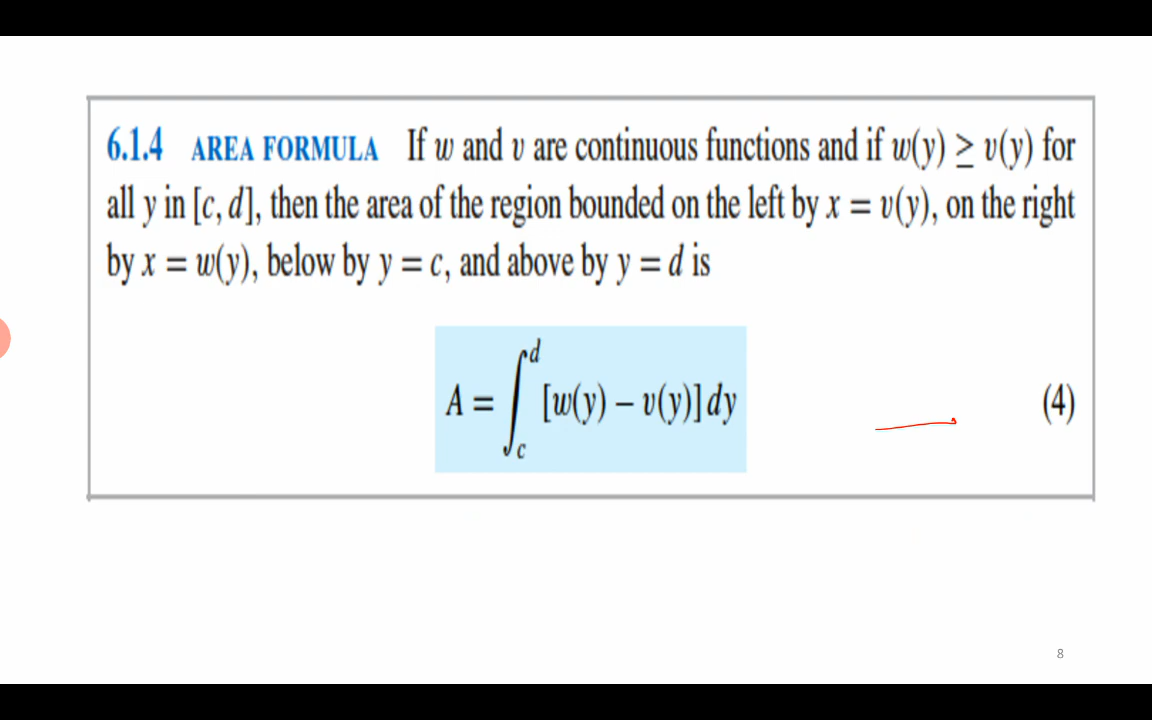 6.1.4 AREA FORMULA If w and v are continuous functions and if w(y) ≥ v(y) for
all y in [c, d], then the area of the region bounded on the left by x = v(y), on the right
by x = w(y), below by y = c, and above by y = d is
A = ∫_c^d [w(y) − v(y)] dy (4)
8